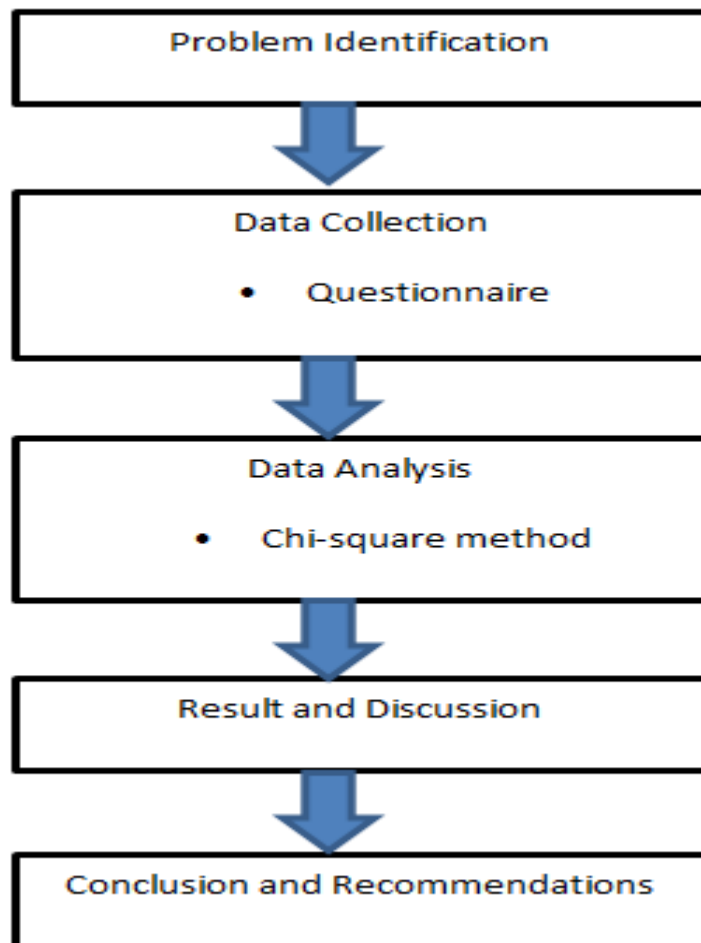 Problem Identification
Data Collection
• Questionnaire
Data Analysis
• Chi-square method
Result and Discussion
Conclusion and Recommendations